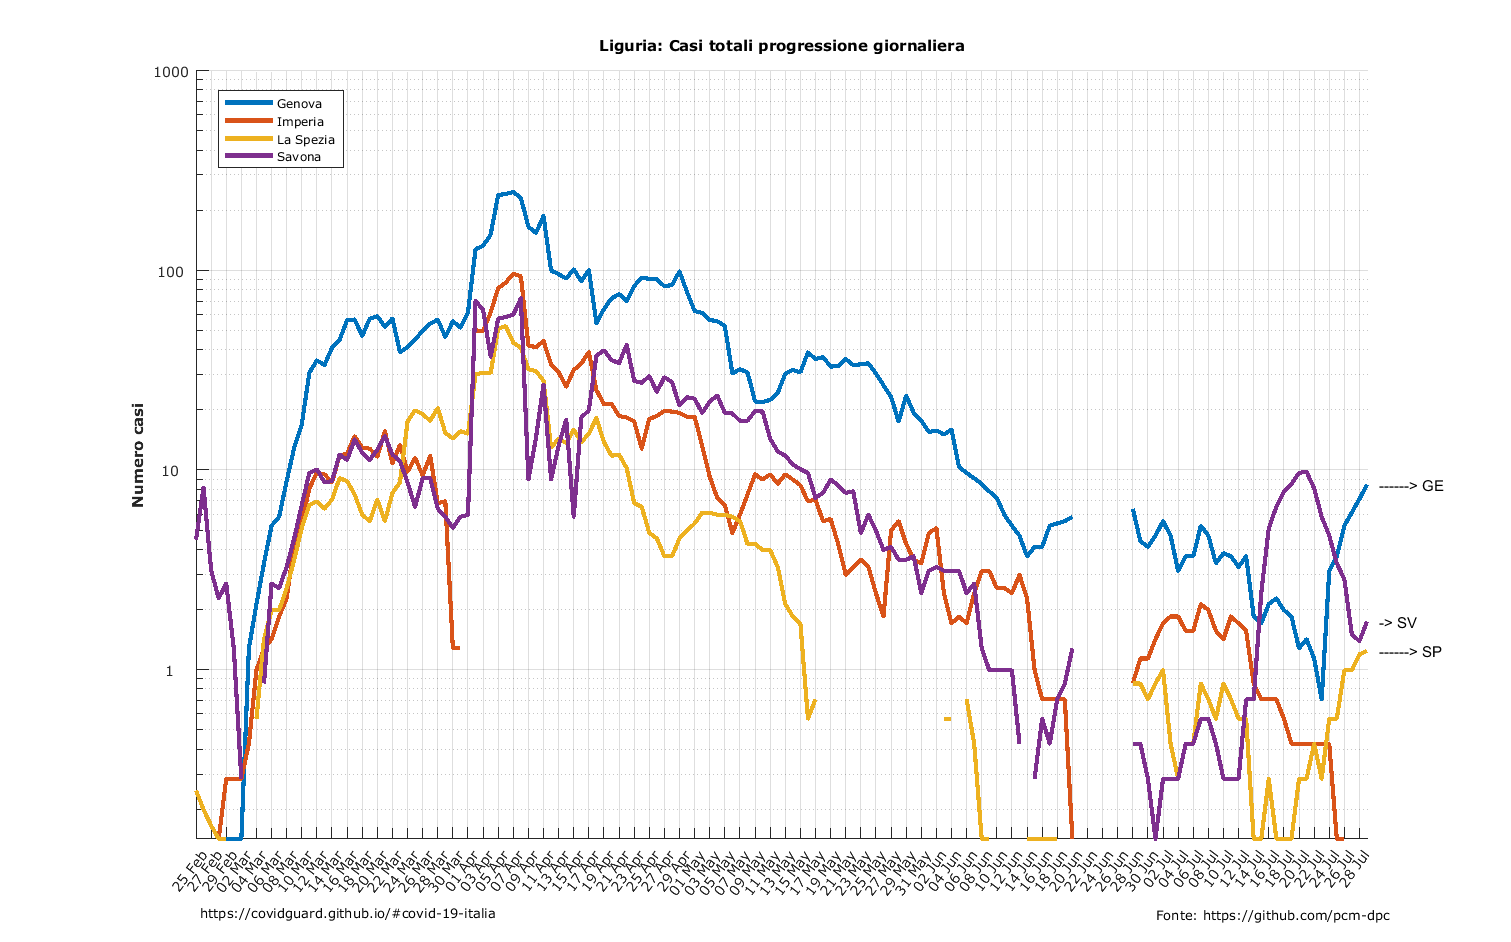 Liguria: Casi totali progressione giornaliera
1000
100
10
1
Numero casi
Genova
Imperia
La Spezia
Savona
------> GE
-> SV
------> SP
25 Feb
27 Feb
29 Feb
02 Mar
04 Mar
06 Mar
08 Mar
10 Mar
12 Mar
14 Mar
16 Mar
18 Mar
20 Mar
22 Mar
24 Mar
26 Mar
28 Mar
30 Mar
01 Apr
03 Apr
05 Apr
07 Apr
09 Apr
11 Apr
13 Apr
15 Apr
17 Apr
19 Apr
21 Apr
23 Apr
25 Apr
27 Apr
29 Apr
01 May
03 May
05 May
07 May
09 May
11 May
13 May
15 May
17 May
19 May
21 May
23 May
25 May
27 May
29 May
31 May
02 Jun
04 Jun
06 Jun
08 Jun
10 Jun
12 Jun
14 Jun
16 Jun
18 Jun
20 Jun
22 Jun
24 Jun
26 Jun
28 Jun
30 Jun
02 Jul
04 Jul
06 Jul
08 Jul
10 Jul
12 Jul
14 Jul
16 Jul
18 Jul
20 Jul
22 Jul
24 Jul
26 Jul
28 Jul
https://covidguard.github.io/#covid-19-italia
Fonte: https://github.com/pcm-dpc